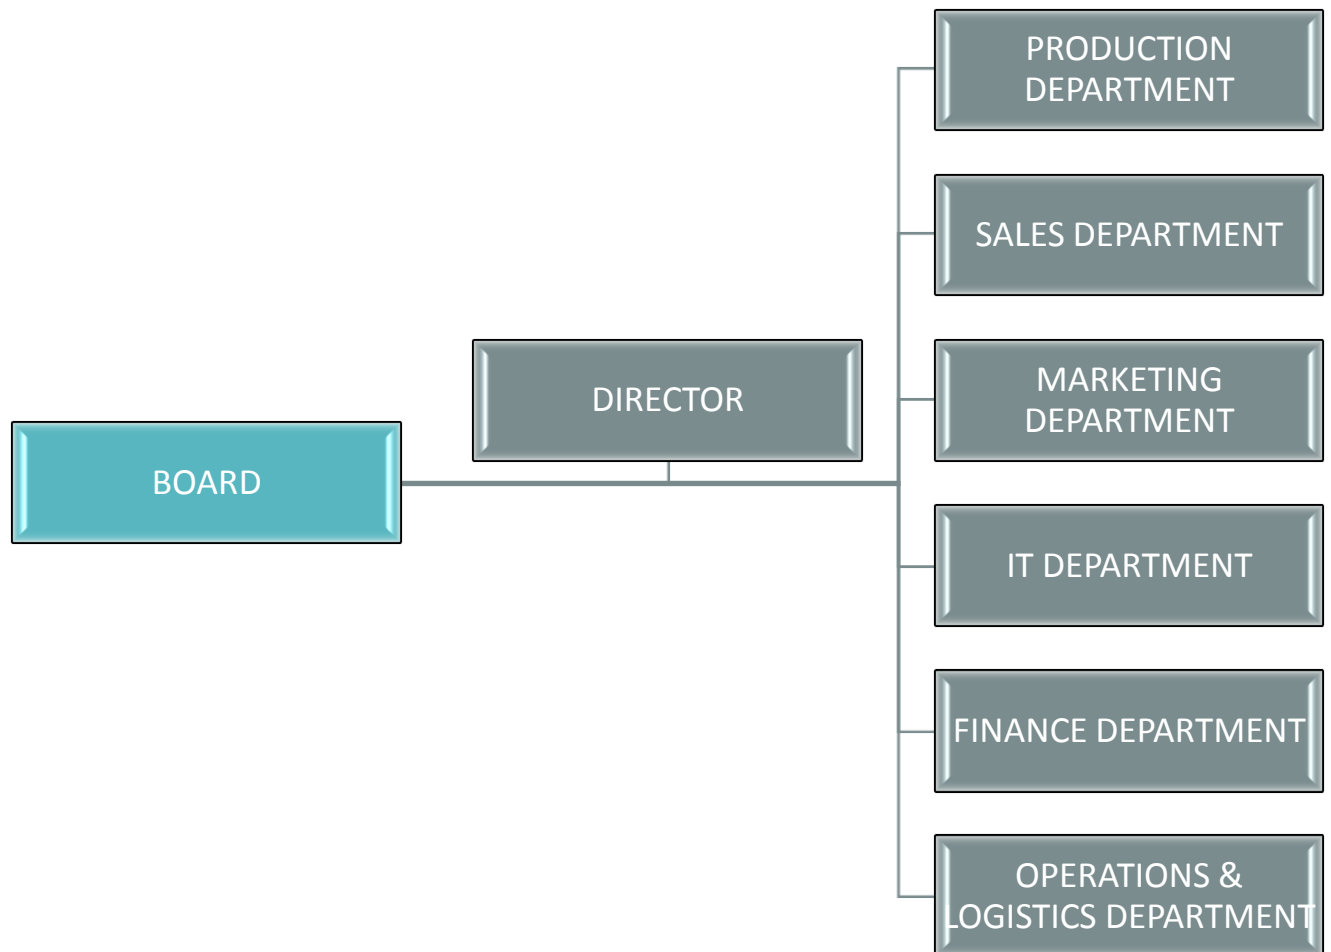 PRODUCTION
DEPARTMENT
SALES DEPARTMENT
DIRECTOR
MARKETING
DEPARTMENT
BOARD
IT DEPARTMENT
FINANCE DEPARTMENT
OPERATIONS &
LOGISTICS DEPARTMENT